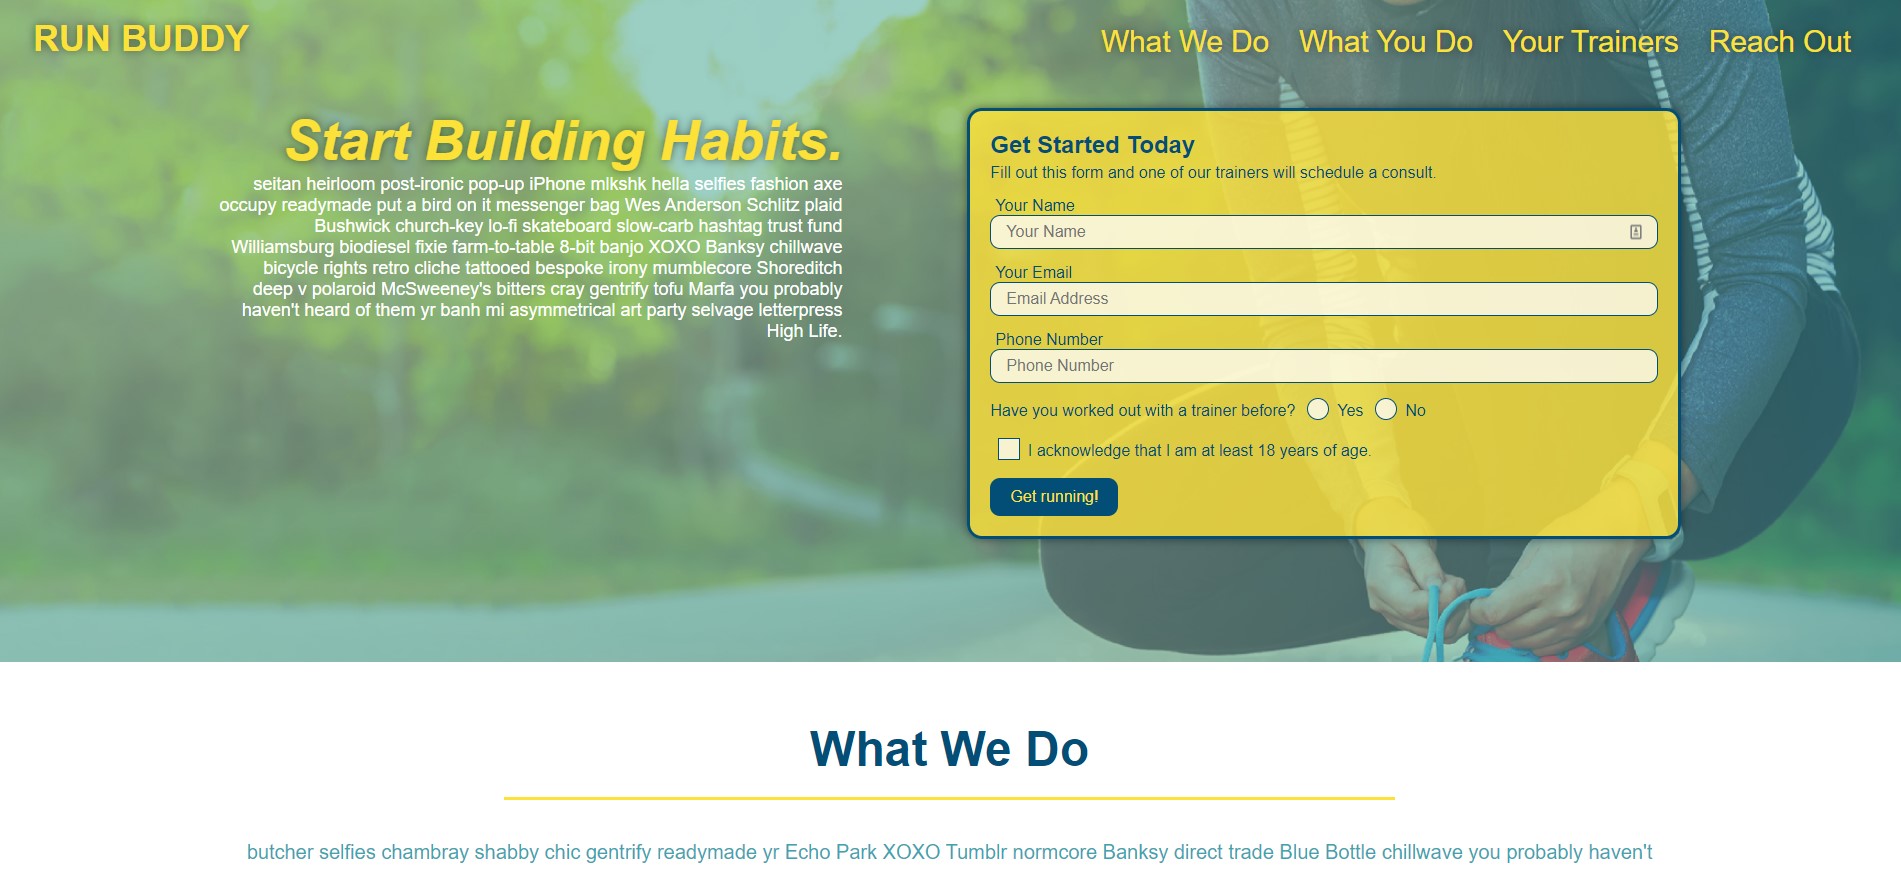 RUN BUDDY
What We Do
What You Do
Your Trainers
Reach Out
Start Building Habits.
seitan heirloom post-ironic pop-up iPhone mlkshk hella selfies fashion axe
occupy readymade put a bird on it messenger bag Wes Anderson Schlitz plaid
Bushwick church-key lo-fi skateboard slow-carb hashtag trust fund
Williamsburg biodiesel fixie farm-to-table 8-bit banjo XOXO Banksy chillwave
bicycle rights retro cliche tattooed bespoke irony mumblecore Shoreditch
deep v polaroid McSweeney's bitters cray gentrify tofu Marfa you probably
haven't heard of them yr banh mi asymmetrical art party selvage letterpress
High Life.
Get Started Today
Fill out this form and one of our trainers will schedule a consult.
Your Name
Your Name
Your Email
Email Address
Phone Number
Phone Number
Have you worked out with a trainer before? Yes No
I acknowledge that I am at least 18 years of age.
Get running!
What We Do
butcher selfies chambray shabby chic gentrify readymade yr Echo Park XOXO Tumblr normcore Banksy direct trade Blue Bottle chillwave you probably haven't